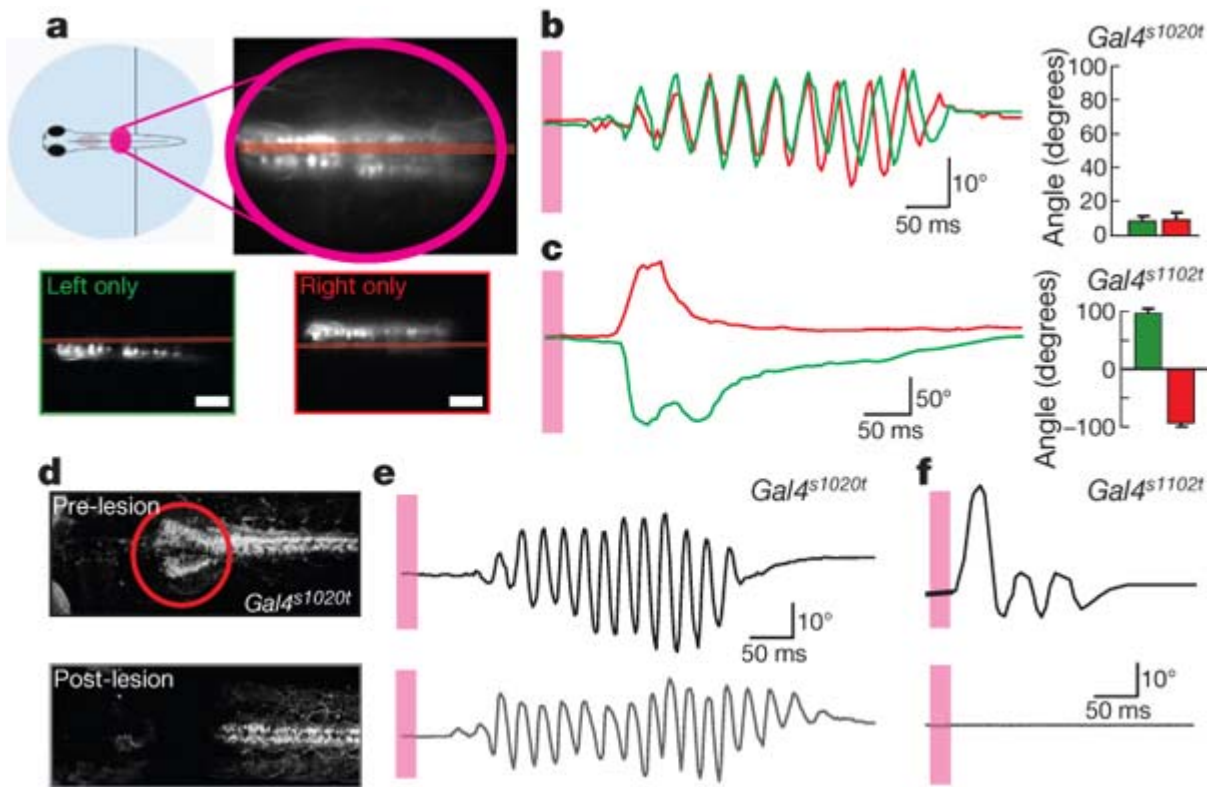 a
Left only
Right only
b
10°
50 ms
Gal4s1020t
Angle (degrees)
100
80
60
40
20
0
c
50°
50 ms
Gal4s1102t
Angle (degrees)
100
0
−100
d
Pre-lesion
Gal4s1020t
Post-lesion
e
Gal4s1020t
10°
50 ms
f
Gal4s1102t
10°
50 ms